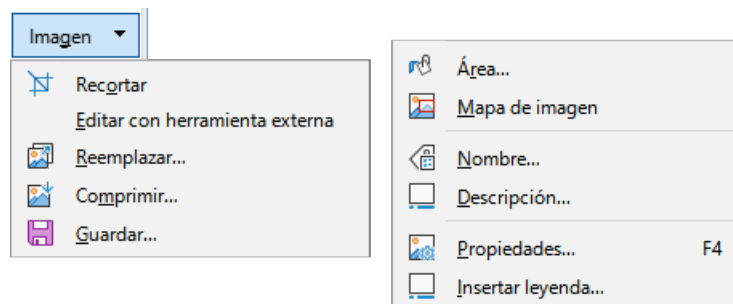 Imagen
Recortar
Editar con herramienta externa
Reemplazar...
Comprimir...
Guardar...
Área...
Mapa de imagen
Nombre...
Descripción...
Propiedades... F4
Insertar leyenda...